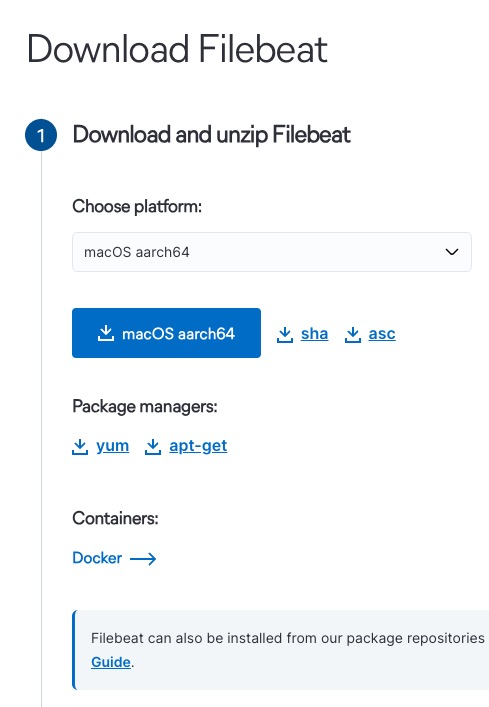 Download Filebeat
1 Download and unzip Filebeat
Choose platform:
macOS aarch64
macOS aarch64 sha asc
Package managers:
yum apt-get
Containers:
Docker
Filebeat can also be installed from our package repositories
Guide.